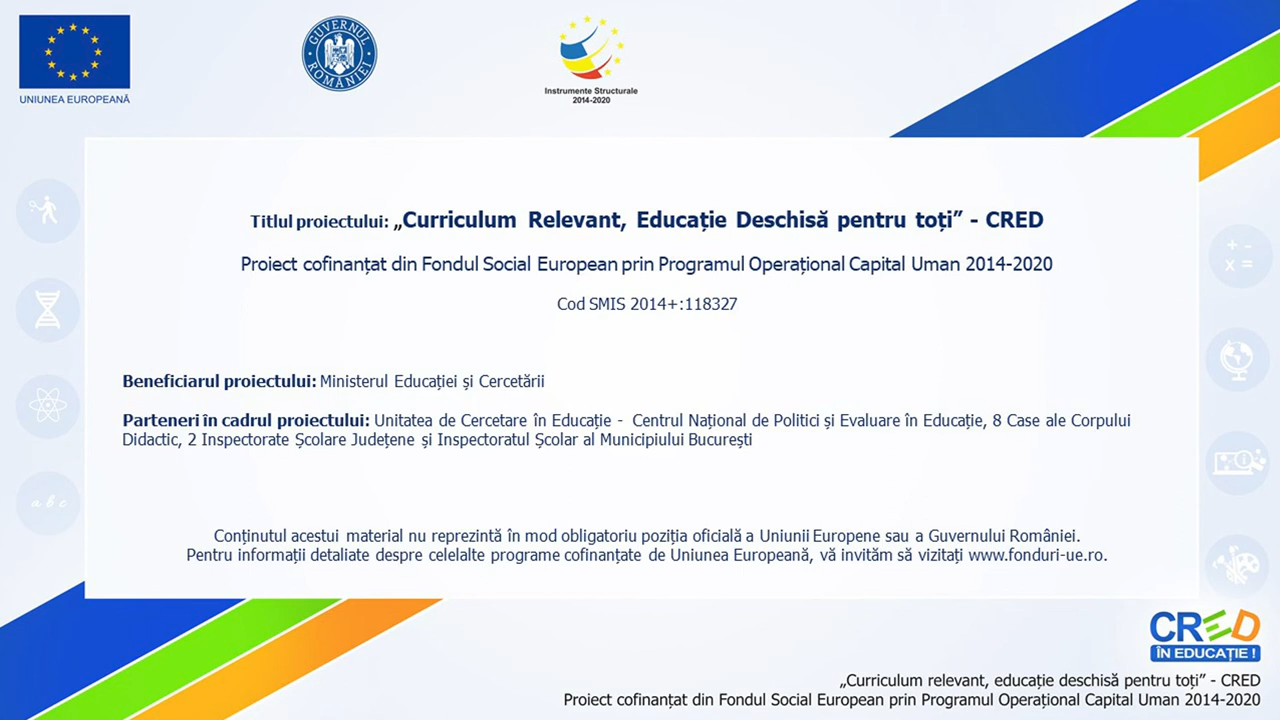 UNIUNEA EUROPEANĂ
GUVERNUL ROMÂNIEI
Instrumente Structurale
2014-2020
Titlul proiectului: „Curriculum Relevant, Educație Deschisă pentru toți” - CRED
Proiect cofinanțat din Fondul Social European prin Programul Operațional Capital Uman 2014-2020
Cod SMIS 2014+:118327
+ -
x =
Beneficiarul proiectului: Ministerul Educației și Cercetării
Parteneri în cadrul proiectului: Unitatea de Cercetare în Educație - Centrul Național de Politici și Evaluare în Educație, 8 Case ale Corpului
Didactic, 2 Inspectorate Școlare Județene și Inspectoratul Școlar al Municipiului București
a b c
Conținutul acestui material nu reprezintă în mod obligatoriu poziția oficială a Uniunii Europene sau a Guvernului României.
Pentru informații detaliate despre celelalte programe cofinanțate de Uniunea Europeană, vă invităm să vizitați www.fonduri-ue.ro.
CRED
ÎN EDUCAȚIE !
„Curriculum relevant, educație deschisă pentru toți” - CRED
Proiect cofinanțat din Fondul Social European prin Programul Operațional Capital Uman 2014-2020